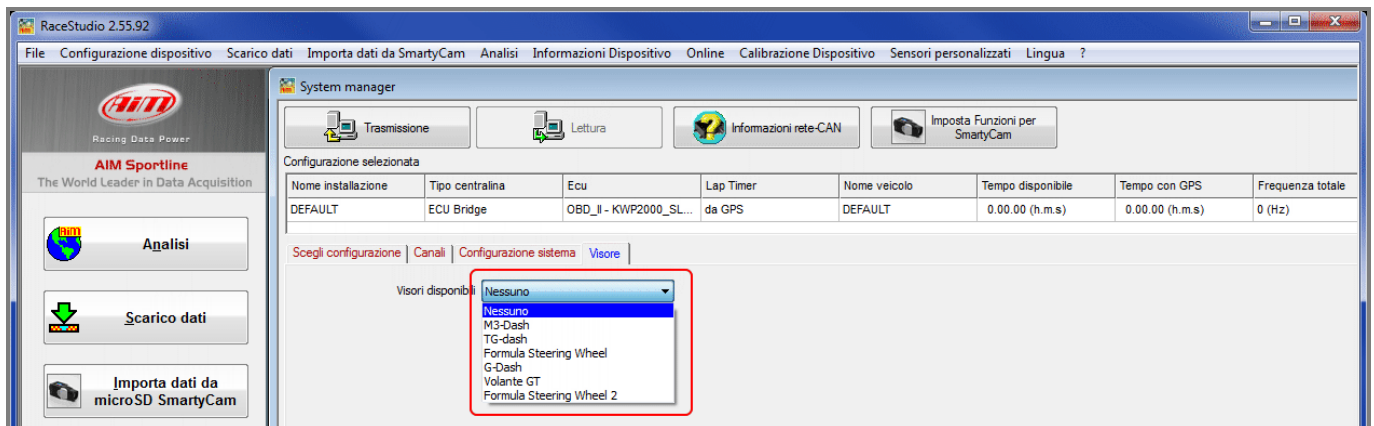 RaceStudio 2.55.92
File Configurazione dispositivo Scarico dati Importa dati da SmartyCam Analisi Informazioni Dispositivo Online Calibrazione Dispositivo Sensori personalizzati Lingua ?
AiM
Racing Data Power
AIM Sportline
The World Leader in Data Acquisition
Aim
Analisi
Scarico dati
Importa dati da
microSD SmartyCam
System manager
Trasmissione
Lettura
Informazioni rete-CAN
Imposta Funzioni per
SmartyCam
Configurazione selezionata
Nome installazione Tipo centralina Ecu Lap Timer Nome veicolo Tempo disponibile Tempo con GPS Frequenza totale
DEFAULT ECU Bridge OBD_II - KWP2000_SL... da GPS DEFAULT 0.00.00 (h.m.s) 0.00.00 (h.m.s) 0 (Hz)
Scegli configurazione Canali Configurazione sistema Visore
Visori disponibili Nessuno
Nessuno
M3-Dash
TG-dash
Formula Steering Wheel
G-Dash
Volante GT
Formula Steering Wheel 2